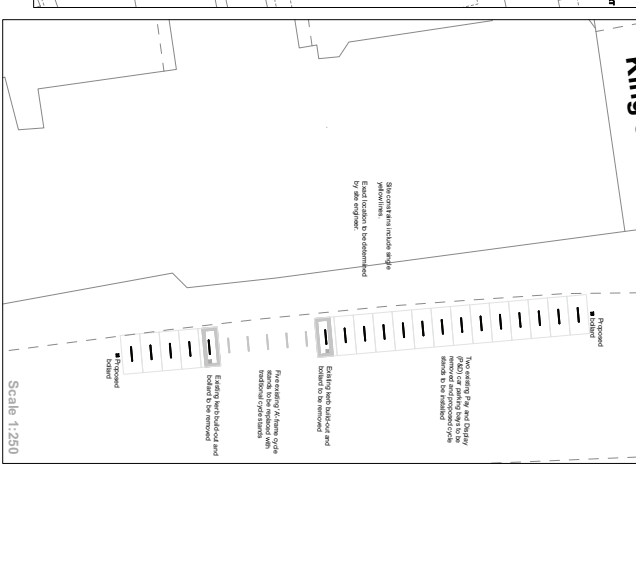 King
Site constrains include single
yellow lines.
Exact location to be determined
by site engineer.
Proposed
bollard
Two existing Pay and Display
(P&D) car parking bays to be
removed and proposed cycle
stands to be installed
Existing kerb build-out and
bollard to be removed
Five existing 'A' frame cycle
stands to be replaced with
traditional cycle stands
Existing kerb build-out and
bollard to be removed
Proposed
bollard
Scale 1:250